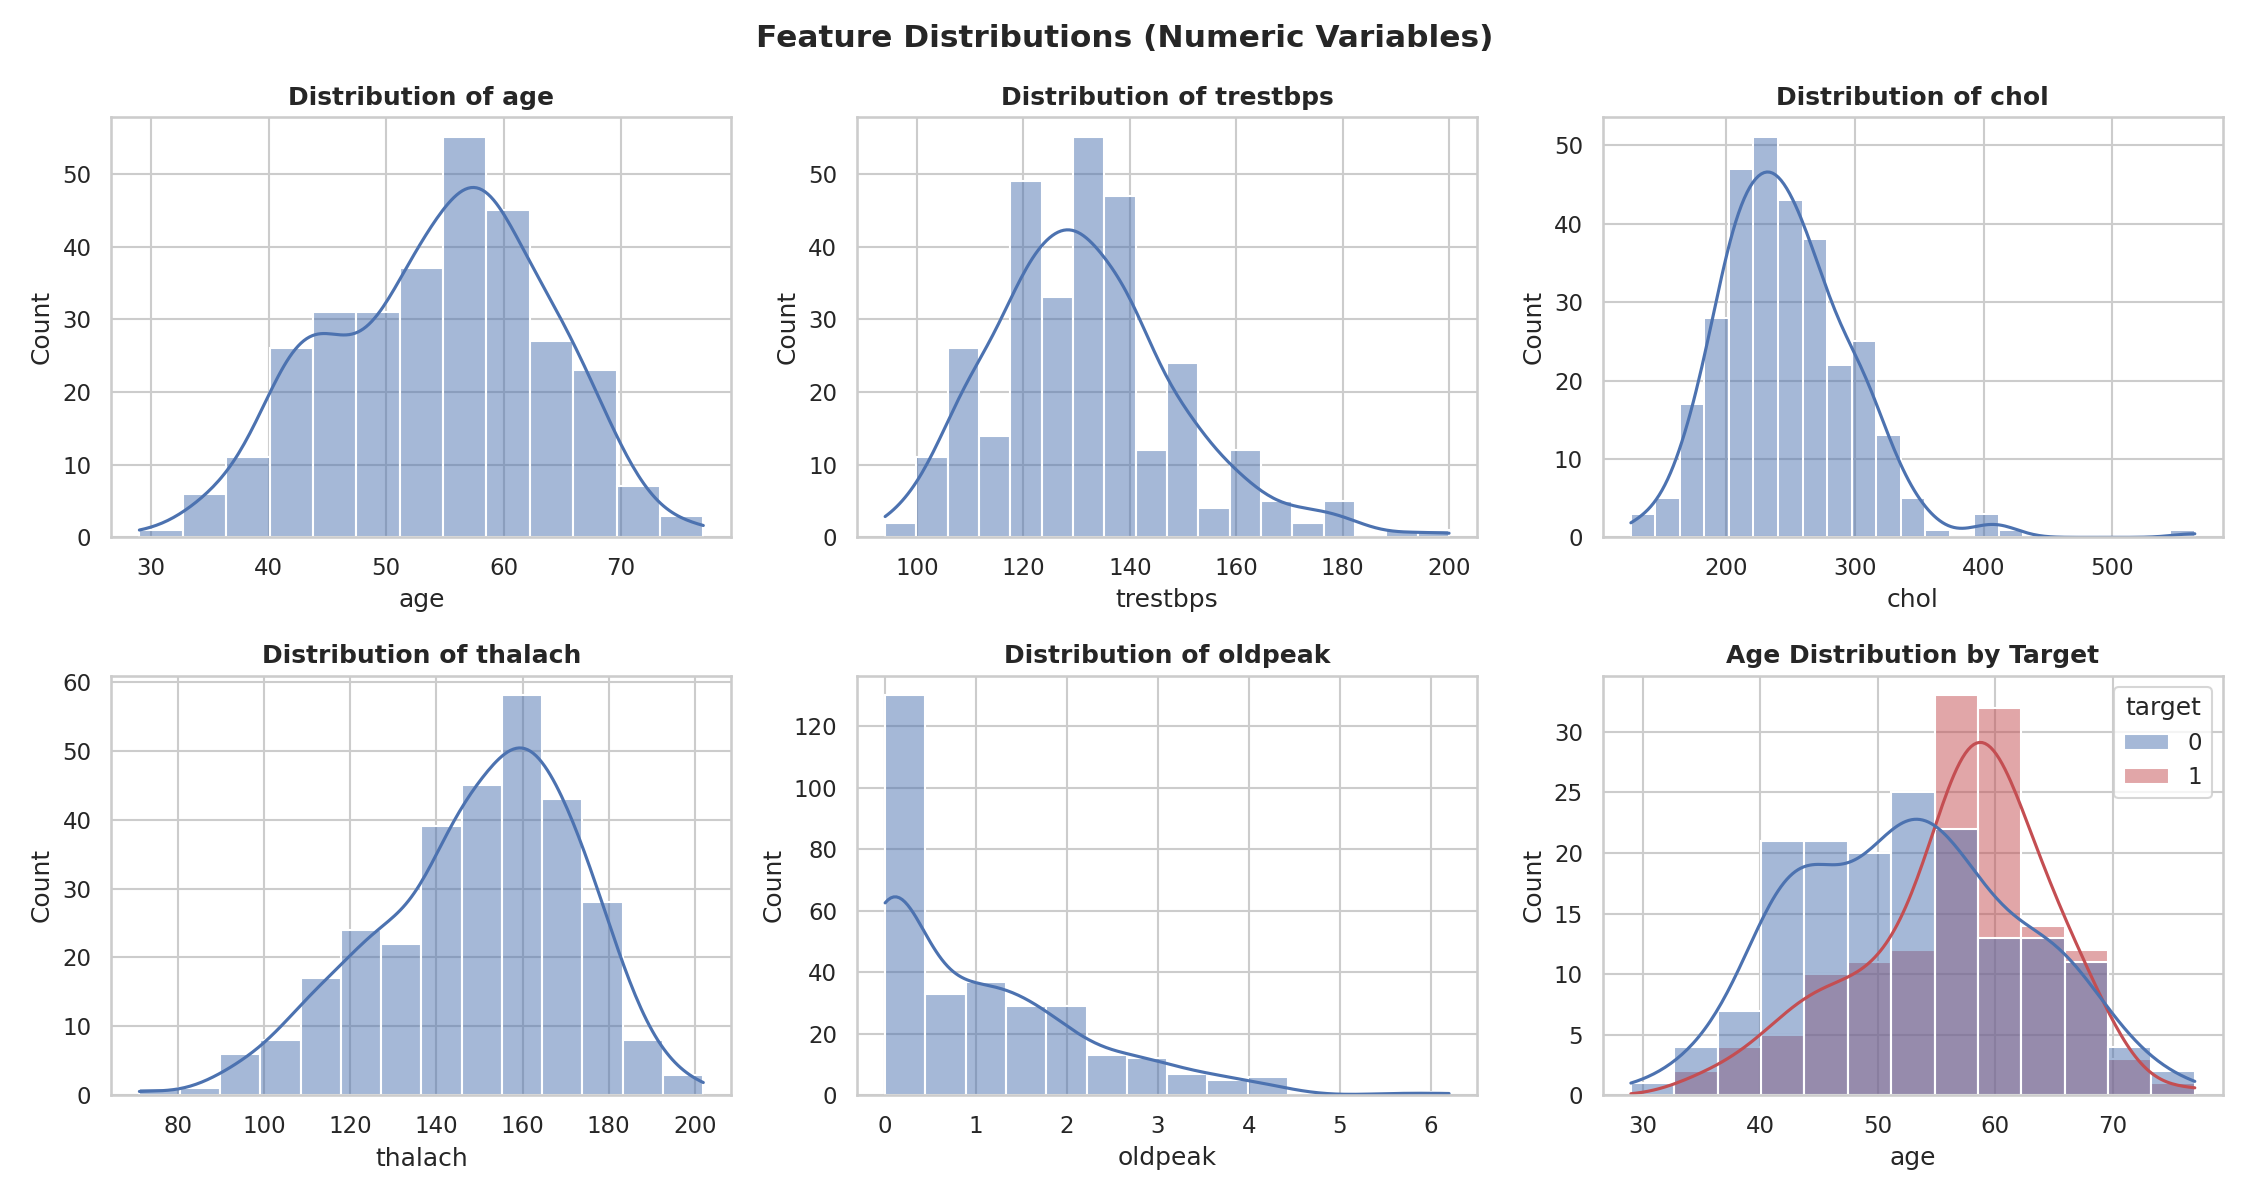 Feature Distributions (Numeric Variables)
Distribution of age
50
40
30
20
10
0
Count
30 40 50 60 70
age
Distribution of trestbps
50
40
30
20
10
0
Count
100 120 140 160 180 200
trestbps
Distribution of chol
50
40
30
20
10
0
Count
200 300 400 500
chol
Distribution of thalach
60
50
40
30
20
10
0
Count
80 100 120 140 160 180 200
thalach
Distribution of oldpeak
120
100
80
60
40
20
0
Count
0 1 2 3 4 5 6
oldpeak
Age Distribution by Target
30
25
20
15
10
5
0
Count
30 40 50 60 70
age
target
0
1